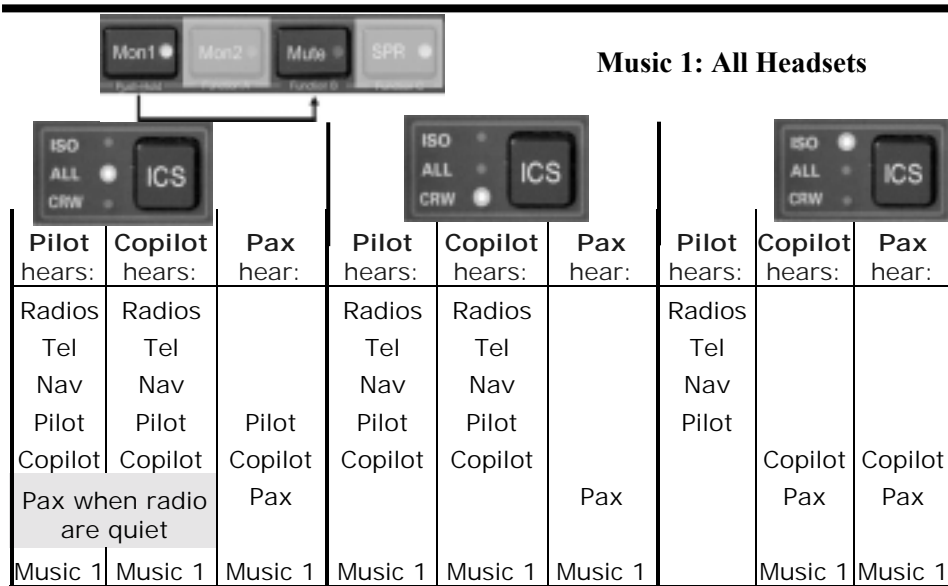 Mon1 Mon2 Mute SPR
Music 1: All Headsets
ISO
ALL
CRW
ICS
ISO
ALL
CRW
ICS
ISO
ALL
CRW
ICS
Pilot Copilot Pax Pilot Copilot Pax Pilot Copilot Pax
hears: hears: hear: hears: hears: hear: hears: hears: hear:
Radios Radios Radios Radios Radios
Tel Tel Tel Tel Tel
Nav Nav Nav Nav Nav
Pilot Pilot Pilot Pilot Pilot Pilot
Copilot Copilot Copilot Copilot Copilot Copilot Copilot
Pax when radio
are quiet
Pax Pax Pax Pax
Music 1 Music 1 Music 1 Music 1 Music 1 Music 1 Music 1 Music 1